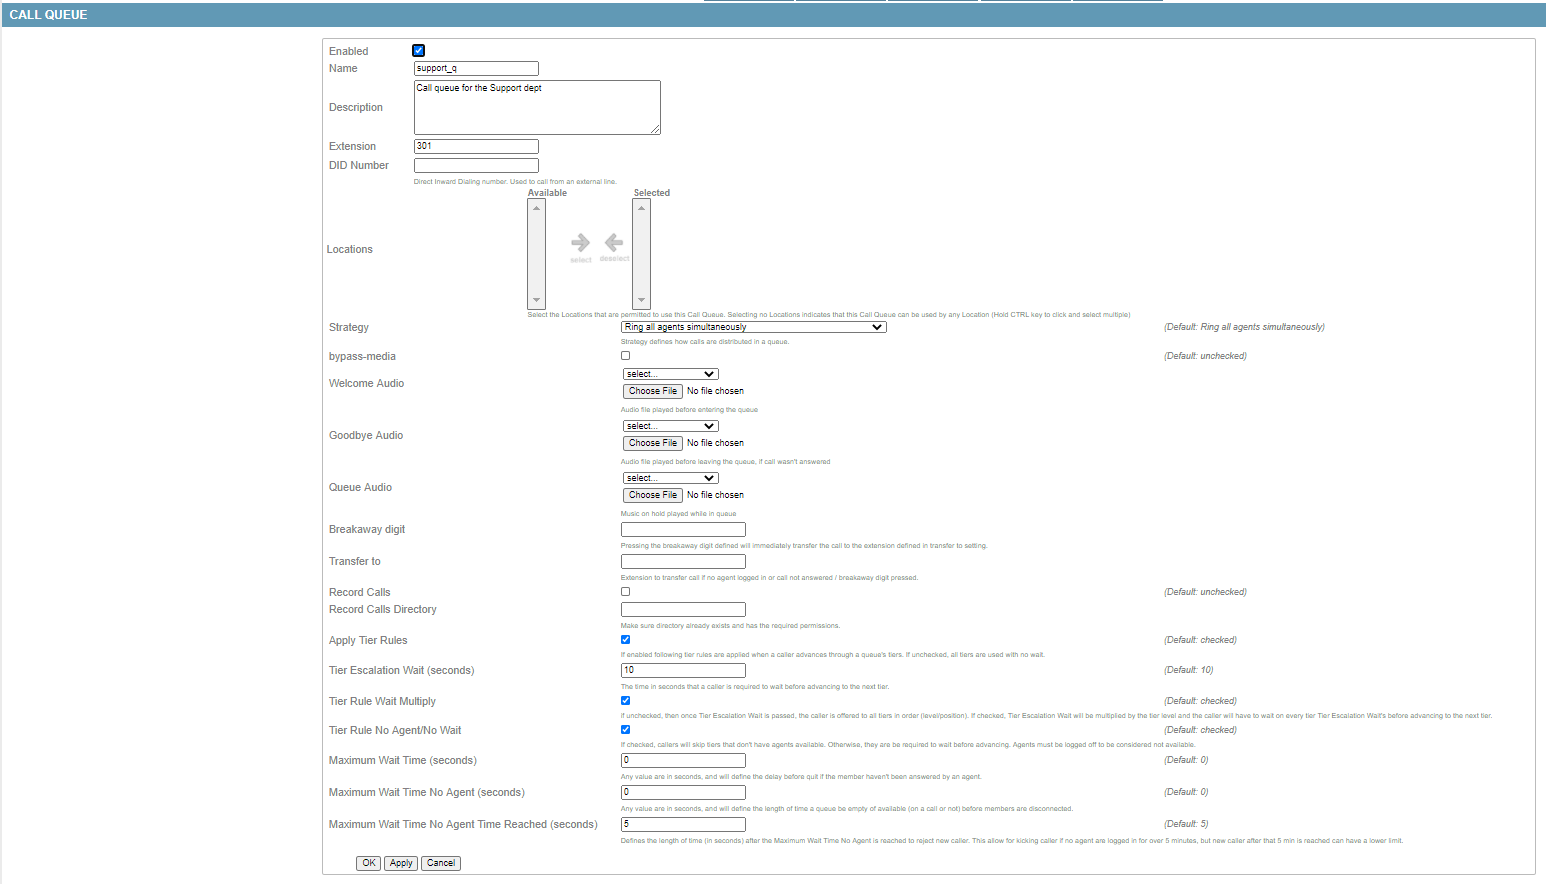 CALL QUEUE
Enabled
Name support_q
Description Call queue for the Support dept
Extension 301
DID Number
Direct Inward Dialing number. Used to call from an external line.
Available Selected
Locations select deselect
Select the Locations that are permitted to use this Call Queue. Selecting no Locations indicates that this Call Queue can be used by any Location (Hold CTRL key to click and select multiple)
Strategy Ring all agents simultaneously (Default: Ring all agents simultaneously)
Strategy defines how calls are distributed in a queue.
bypass-media (Default: unchecked)
Welcome Audio select...
Choose File No file chosen
Audio file played before entering the queue
Goodbye Audio select...
Choose File No file chosen
Audio file played before leaving the queue, if call wasn't answered
Queue Audio select...
Choose File No file chosen
Music on hold played while in queue
Breakaway digit
Pressing the breakaway digit defined will immediately transfer the call to the extension defined in transfer to setting.
Transfer to
Extension to transfer call if no agent logged in or call not answered / breakaway digit pressed.
Record Calls (Default: unchecked)
Record Calls Directory
Make sure directory already exists and has the required permissions.
Apply Tier Rules (Default: checked)
If enabled following tier rules are applied when a caller advances through a queue's tiers. If unchecked, all tiers are used with no wait.
Tier Escalation Wait (seconds) 10 (Default: 10)
The time in seconds that a caller is required to wait before advancing to the next tier.
Tier Rule Wait Multiply (Default: checked)
If unchecked, then once Tier Escalation Wait is passed, the caller is offered to all tiers in order (level/position). If checked, Tier Escalation Wait will be multiplied by the tier level and the caller will have to wait on every tier Tier Escalation Wait's before advancing to the next tier.
Tier Rule No Agent/No Wait (Default: checked)
If checked, callers will skip tiers that don't have agents available. Otherwise, they are be required to wait before advancing. Agents must be logged off to be considered not available.
Maximum Wait Time (seconds) 0 (Default: 0)
Any value are in seconds, and will define the delay before quit if the member haven't been answered by an agent.
Maximum Wait Time No Agent (seconds) 0 (Default: 0)
Any value are in seconds, and will define the length of time a queue be empty of available (on a call or not) before members are disconnected.
Maximum Wait Time No Agent Time Reached (seconds) 5 (Default: 5)
Defines the length of time (in seconds) after the Maximum Wait Time No Agent is reached to reject new caller. This allow for kicking caller if no agent are logged in for over 5 minutes, but new caller after that 5 min is reached can have a lower limit.
OK Apply Cancel